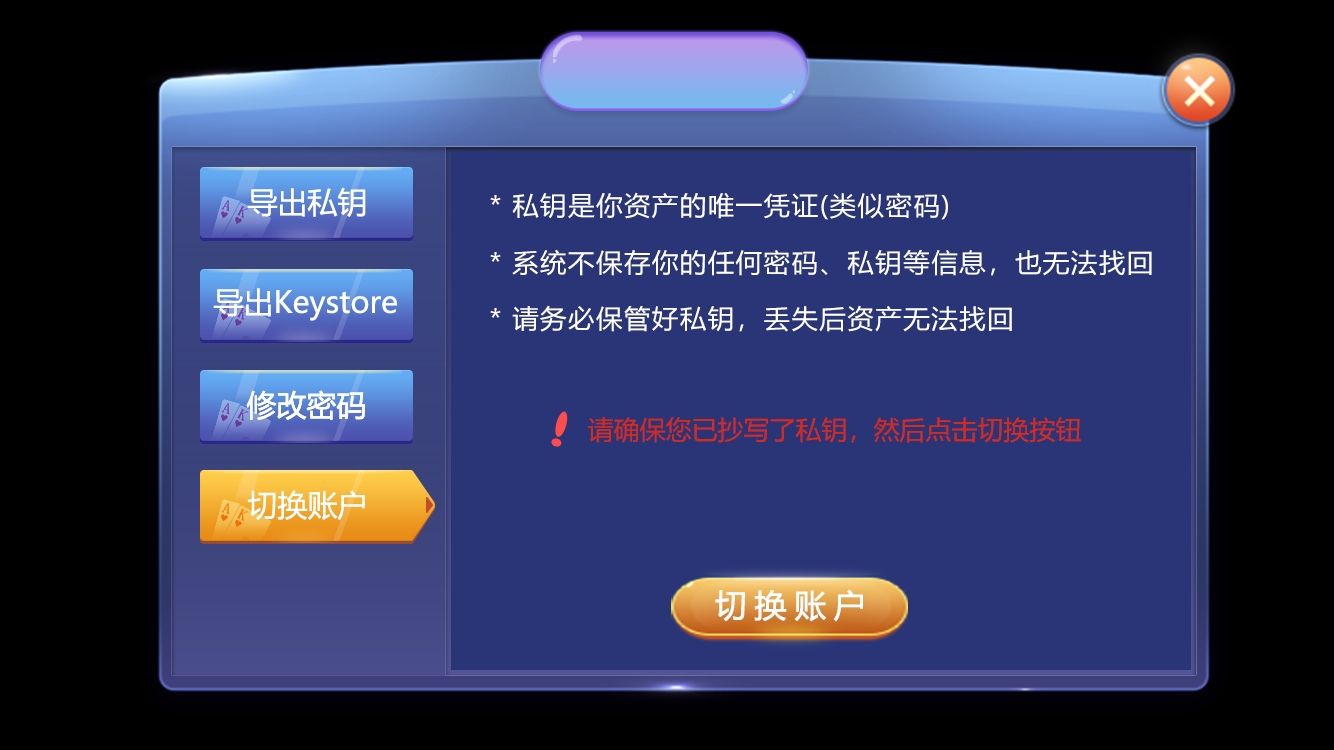 导出私钥
导出Keystore
修改密码
切换账户
* 私钥是你资产的唯一凭证(类似密码)
* 系统不保存你的任何密码、私钥等信息，也无法找回
* 请务必保管好私钥，丢失后资产无法找回
请确保您已抄写了私钥，然后点击切换按钮
切换账户